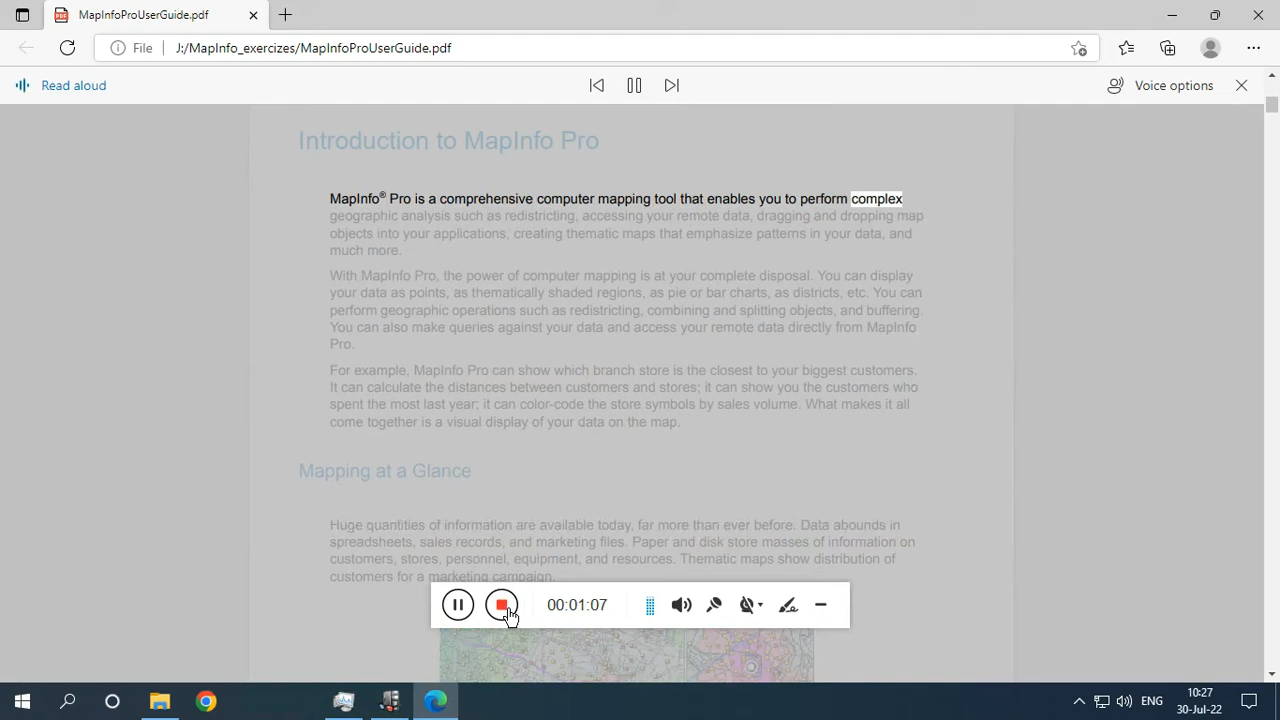 MapInfoProUserGuide.pdf
File
J:/MapInfo_exercizes/MapInfoProUserGuide.pdf
Read aloud
Voice options
Introduction to MapInfo Pro
MapInfo® Pro is a comprehensive computer mapping tool that enables you to perform complex
geographic analysis such as redistricting, accessing your remote data, dragging and dropping map
objects into your applications, creating thematic maps that emphasize patterns in your data, and
much more.
With MapInfo Pro, the power of computer mapping is at your complete disposal. You can display
your data as points, as thematically shaded regions, as pie or bar charts, as districts, etc. You can
perform geographic operations such as redistricting, combining and splitting objects, and buffering.
You can also make queries against your data and access your remote data directly from MapInfo
Pro.
For example, MapInfo Pro can show which branch store is the closest to your biggest customers.
It can calculate the distances between customers and stores; it can show you the customers who
spent the most last year; it can color-code the store symbols by sales volume. What makes it all
come together is a visual display of your data on the map.
Mapping at a Glance
Huge quantities of information are available today, far more than ever before. Data abounds in
spreadsheets, sales records, and marketing files. Paper and disk store masses of information on
customers, stores, personnel, equipment, and resources. Thematic maps show distribution of
customers for a marketing campaign.
00:01:07
ENG
10:27
30-Jul-22